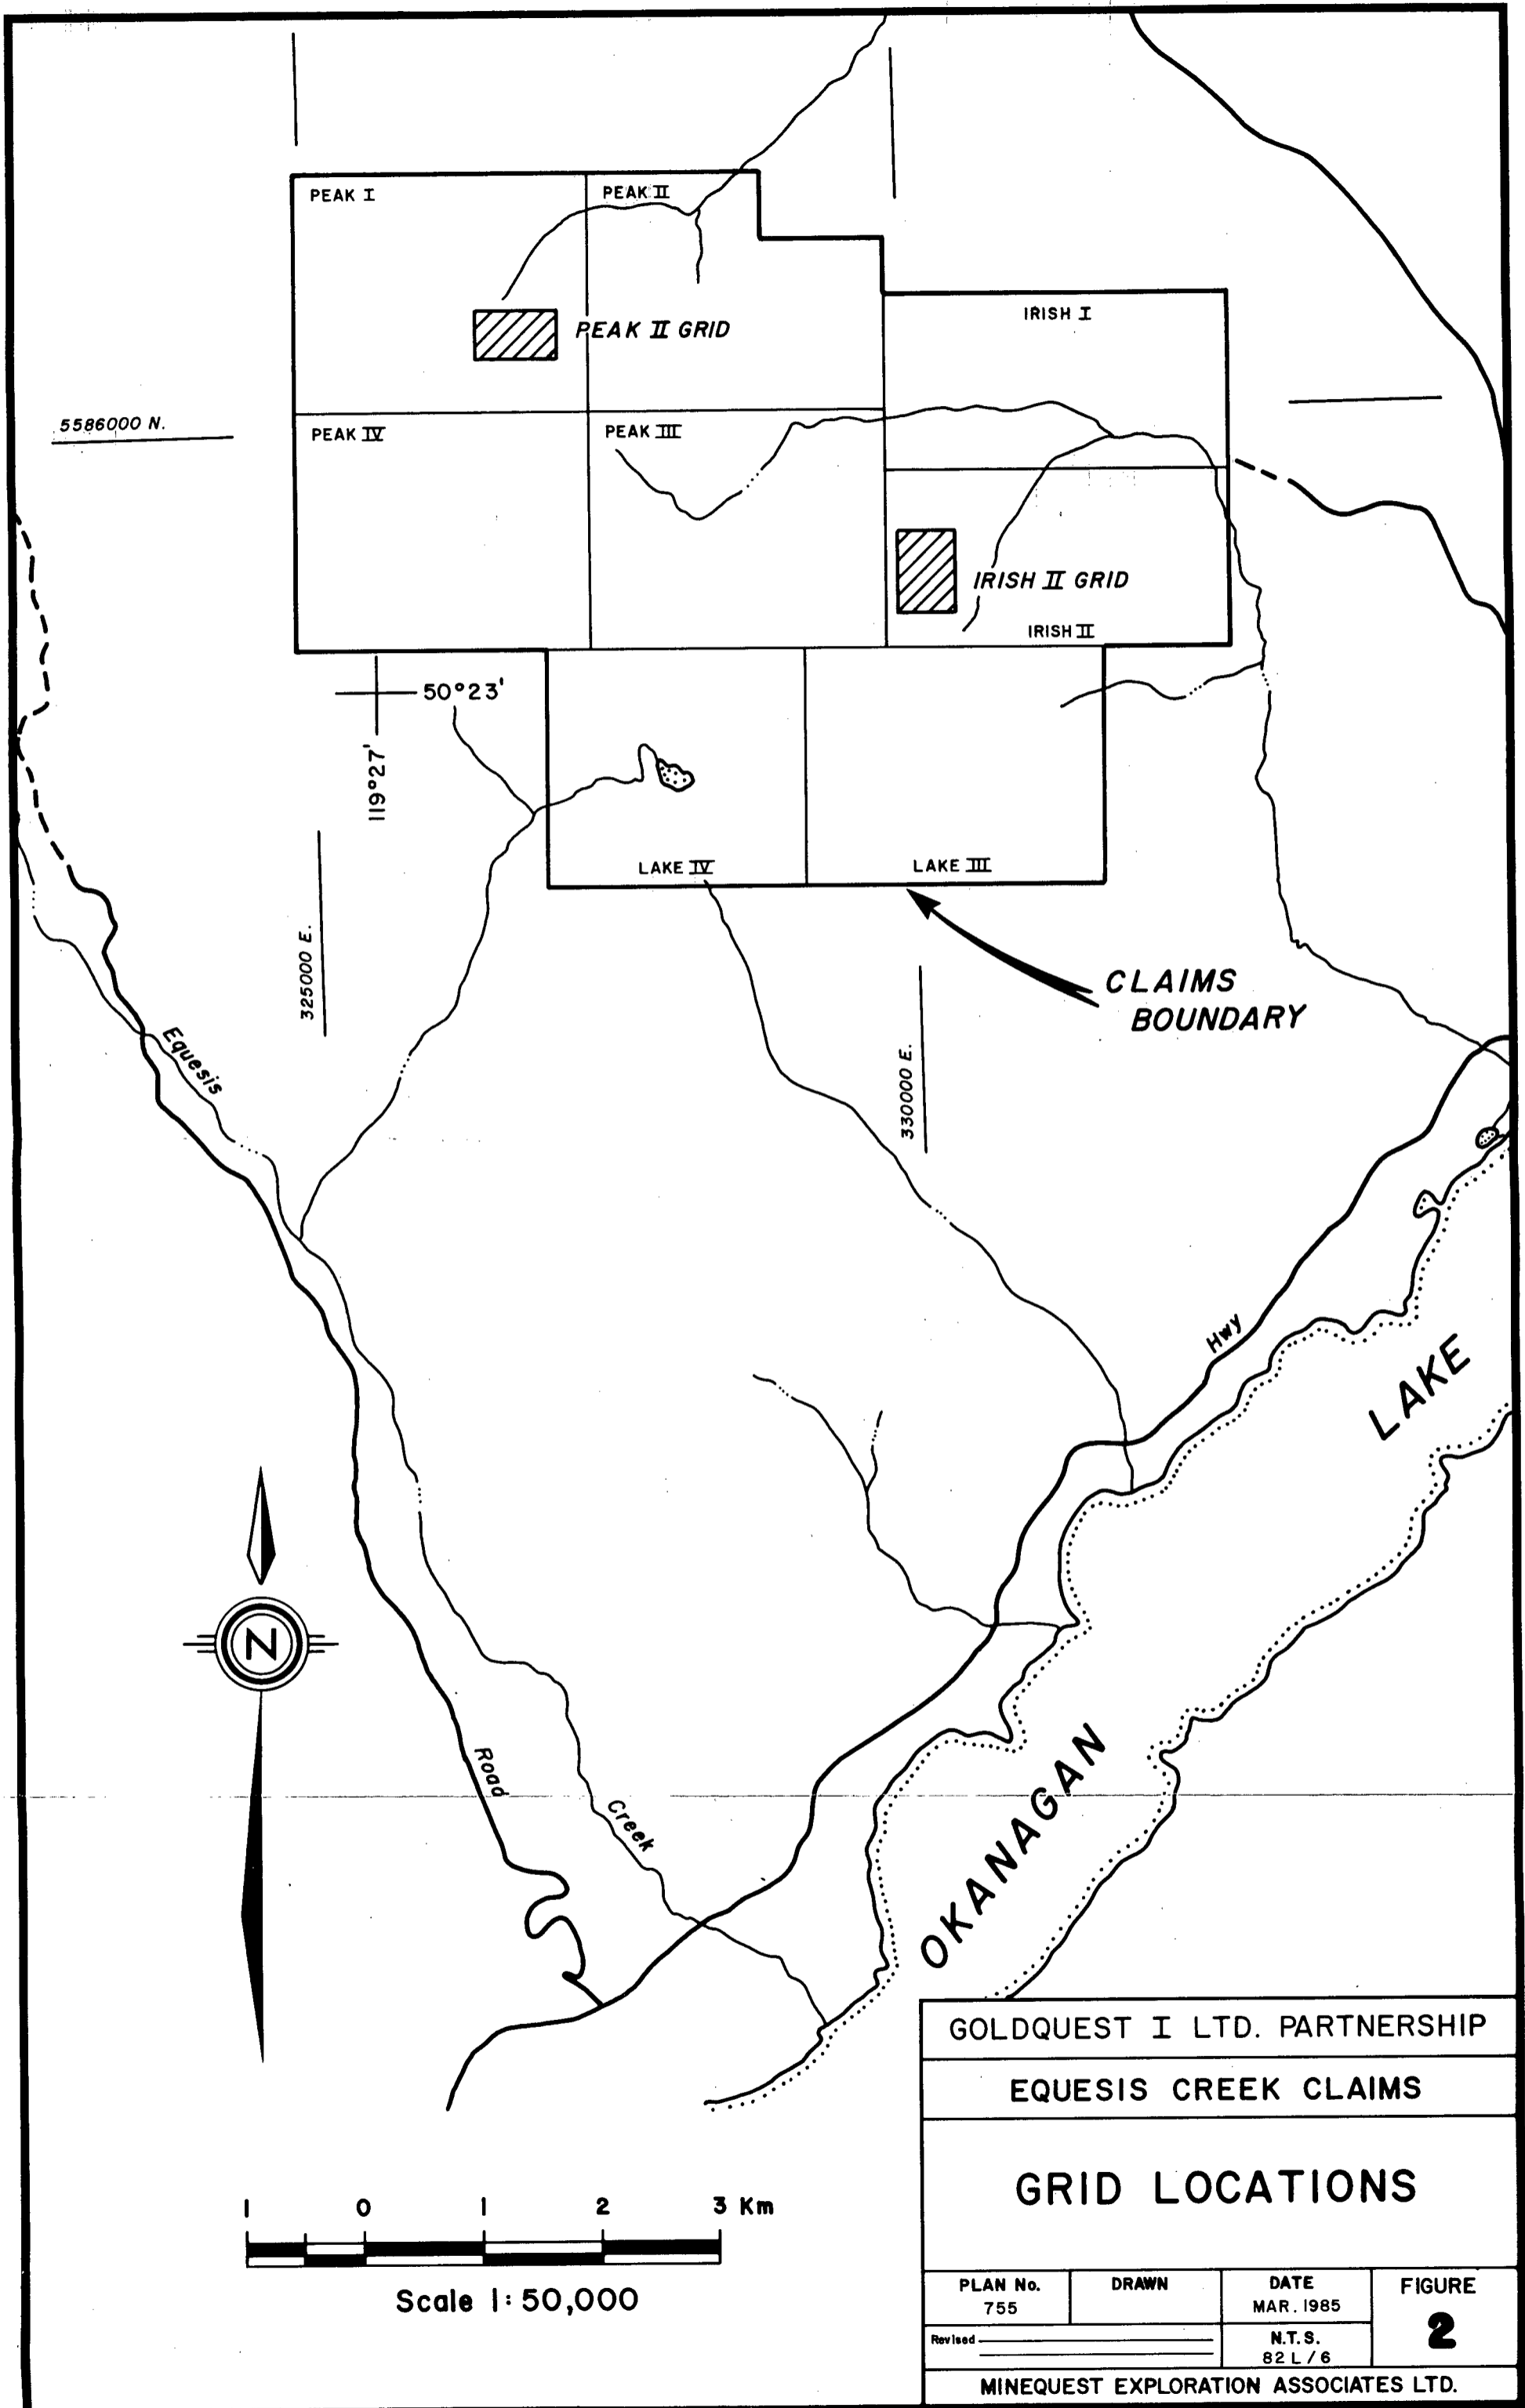 PEAK I
PEAK II
IRISH I
PEAK II GRID
5586000 N.
PEAK IV
PEAK III
IRISH II GRID
IRISH II
50°23'
119°27'
LAKE IV
LAKE III
325000 E.
CLAIMS
BOUNDARY
330000 E.
Equesis
Hwy
LAKE
N
Road
Creek
OKANAGAN
GOLDQUEST I LTD. PARTNERSHIP
EQUESIS CREEK CLAIMS
GRID LOCATIONS
1 0 1 2 3 Km
Scale 1:50,000
PLAN No.
755
DRAWN
DATE
MAR. 1985
FIGURE
2
Revised
N.T.S.
82 L / 6
MINEQUEST EXPLORATION ASSOCIATES LTD.